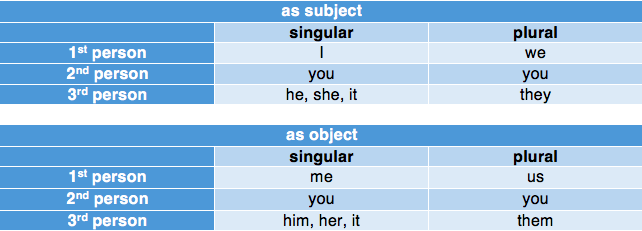 as subject
singular plural
1st person I we
2nd person you you
3rd person he, she, it they
as object
singular plural
1st person me us
2nd person you you
3rd person him, her, it them